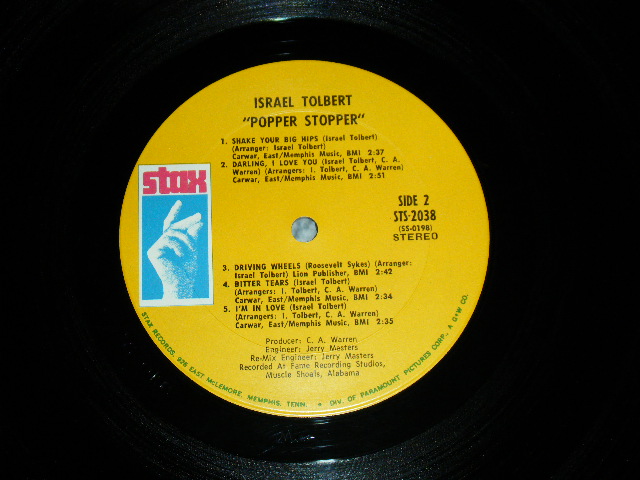 ISRAEL TOLBERT
"POPPER STOPPER"
1. SHAKE YOUR BIG HIPS (Israel Tolbert)
(Arranger: Israel Tolbert)
Carwar, East/Memphis Music, BMI 2:37
2. DARLING, I LOVE YOU (Israel Tolbert, C. A.
Warren) (Arrangers: I. Tolbert, C. A. Warren)
Carwar, East/Memphis Music, BMI 2:51
stax
SIDE 2
STS-2038
(SS-0198)
STEREO
3. DRIVING WHEELS (Roosevelt Sykes) (Arranger:
Israel Tolbert) Lion Publisher, BMI 2:42
4. BITTER TEARS (Israel Tolbert)
(Arrangers: I. Tolbert, C. A. Warren)
Carwar, East/Memphis Music, BMI 2:34
5. I'M IN LOVE (Israel Tolbert)
(Arrangers: I. Tolbert, C. A. Warren)
Carwar, East/Memphis Music, BMI 2:35
Producer: C. A. Warren
Engineer: Jerry Masters
Re-Mix Engineer: Jerry Masters
Recorded At Fame Recording Studios,
Muscle Shoals, Alabama
STAX RECORDS, 926 EAST McLEMORE, MEMPHIS, TENN. • DIV. OF PARAMOUNT PICTURES CORP. A G+W CO.